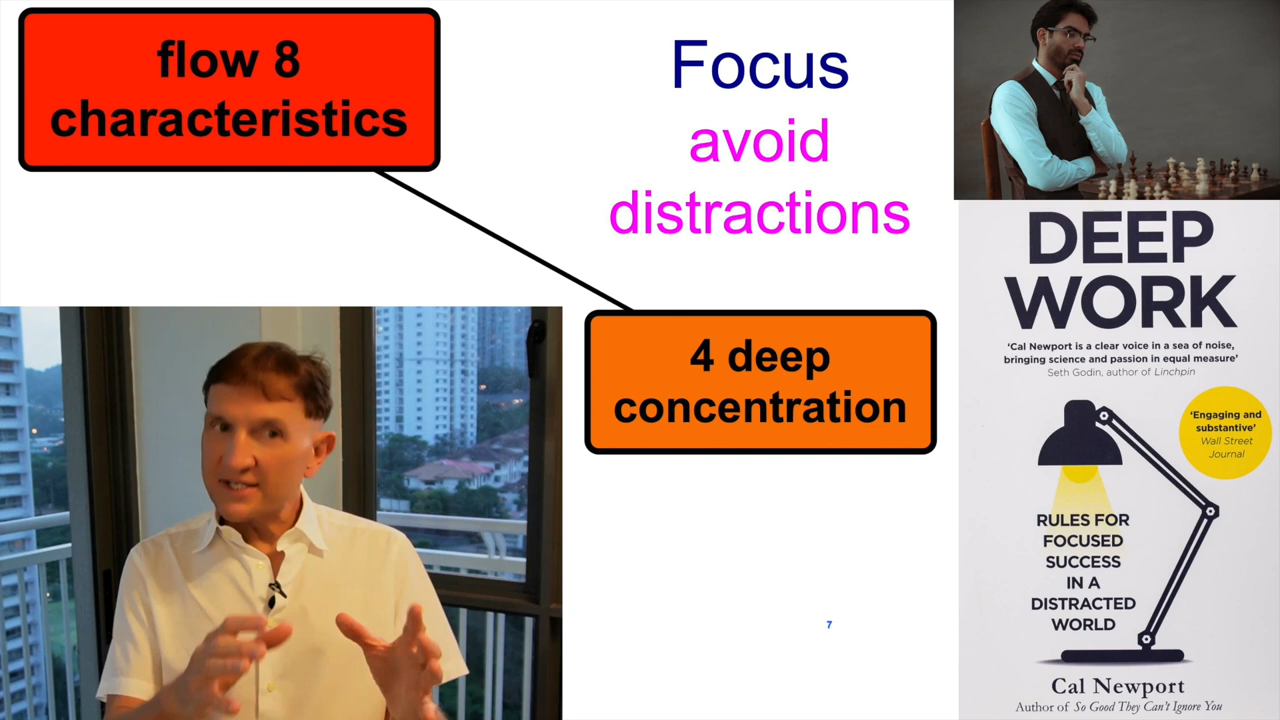 flow 8
characteristics
Focus
avoid
distractions
4 deep
concentration
7
DEEP
WORK
‘Cal Newport is a clear voice in a sea of noise,
bringing science and passion in equal measure’
Seth Godin, author of Linchpin
‘Engaging and
substantive’
Wall Street
Journal
RULES FOR
FOCUSED
SUCCESS
IN A
DISTRACTED
WORLD
Cal Newport
Author of So Good They Can't Ignore You